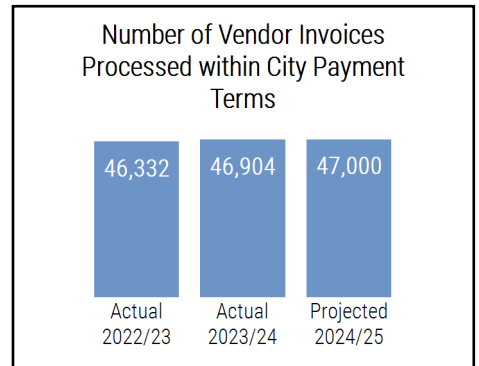 Number of Vendor Invoices
Processed within City Payment
Terms
46,332
46,904
47,000
Actual
2022/23
Actual
2023/24
Projected
2024/25